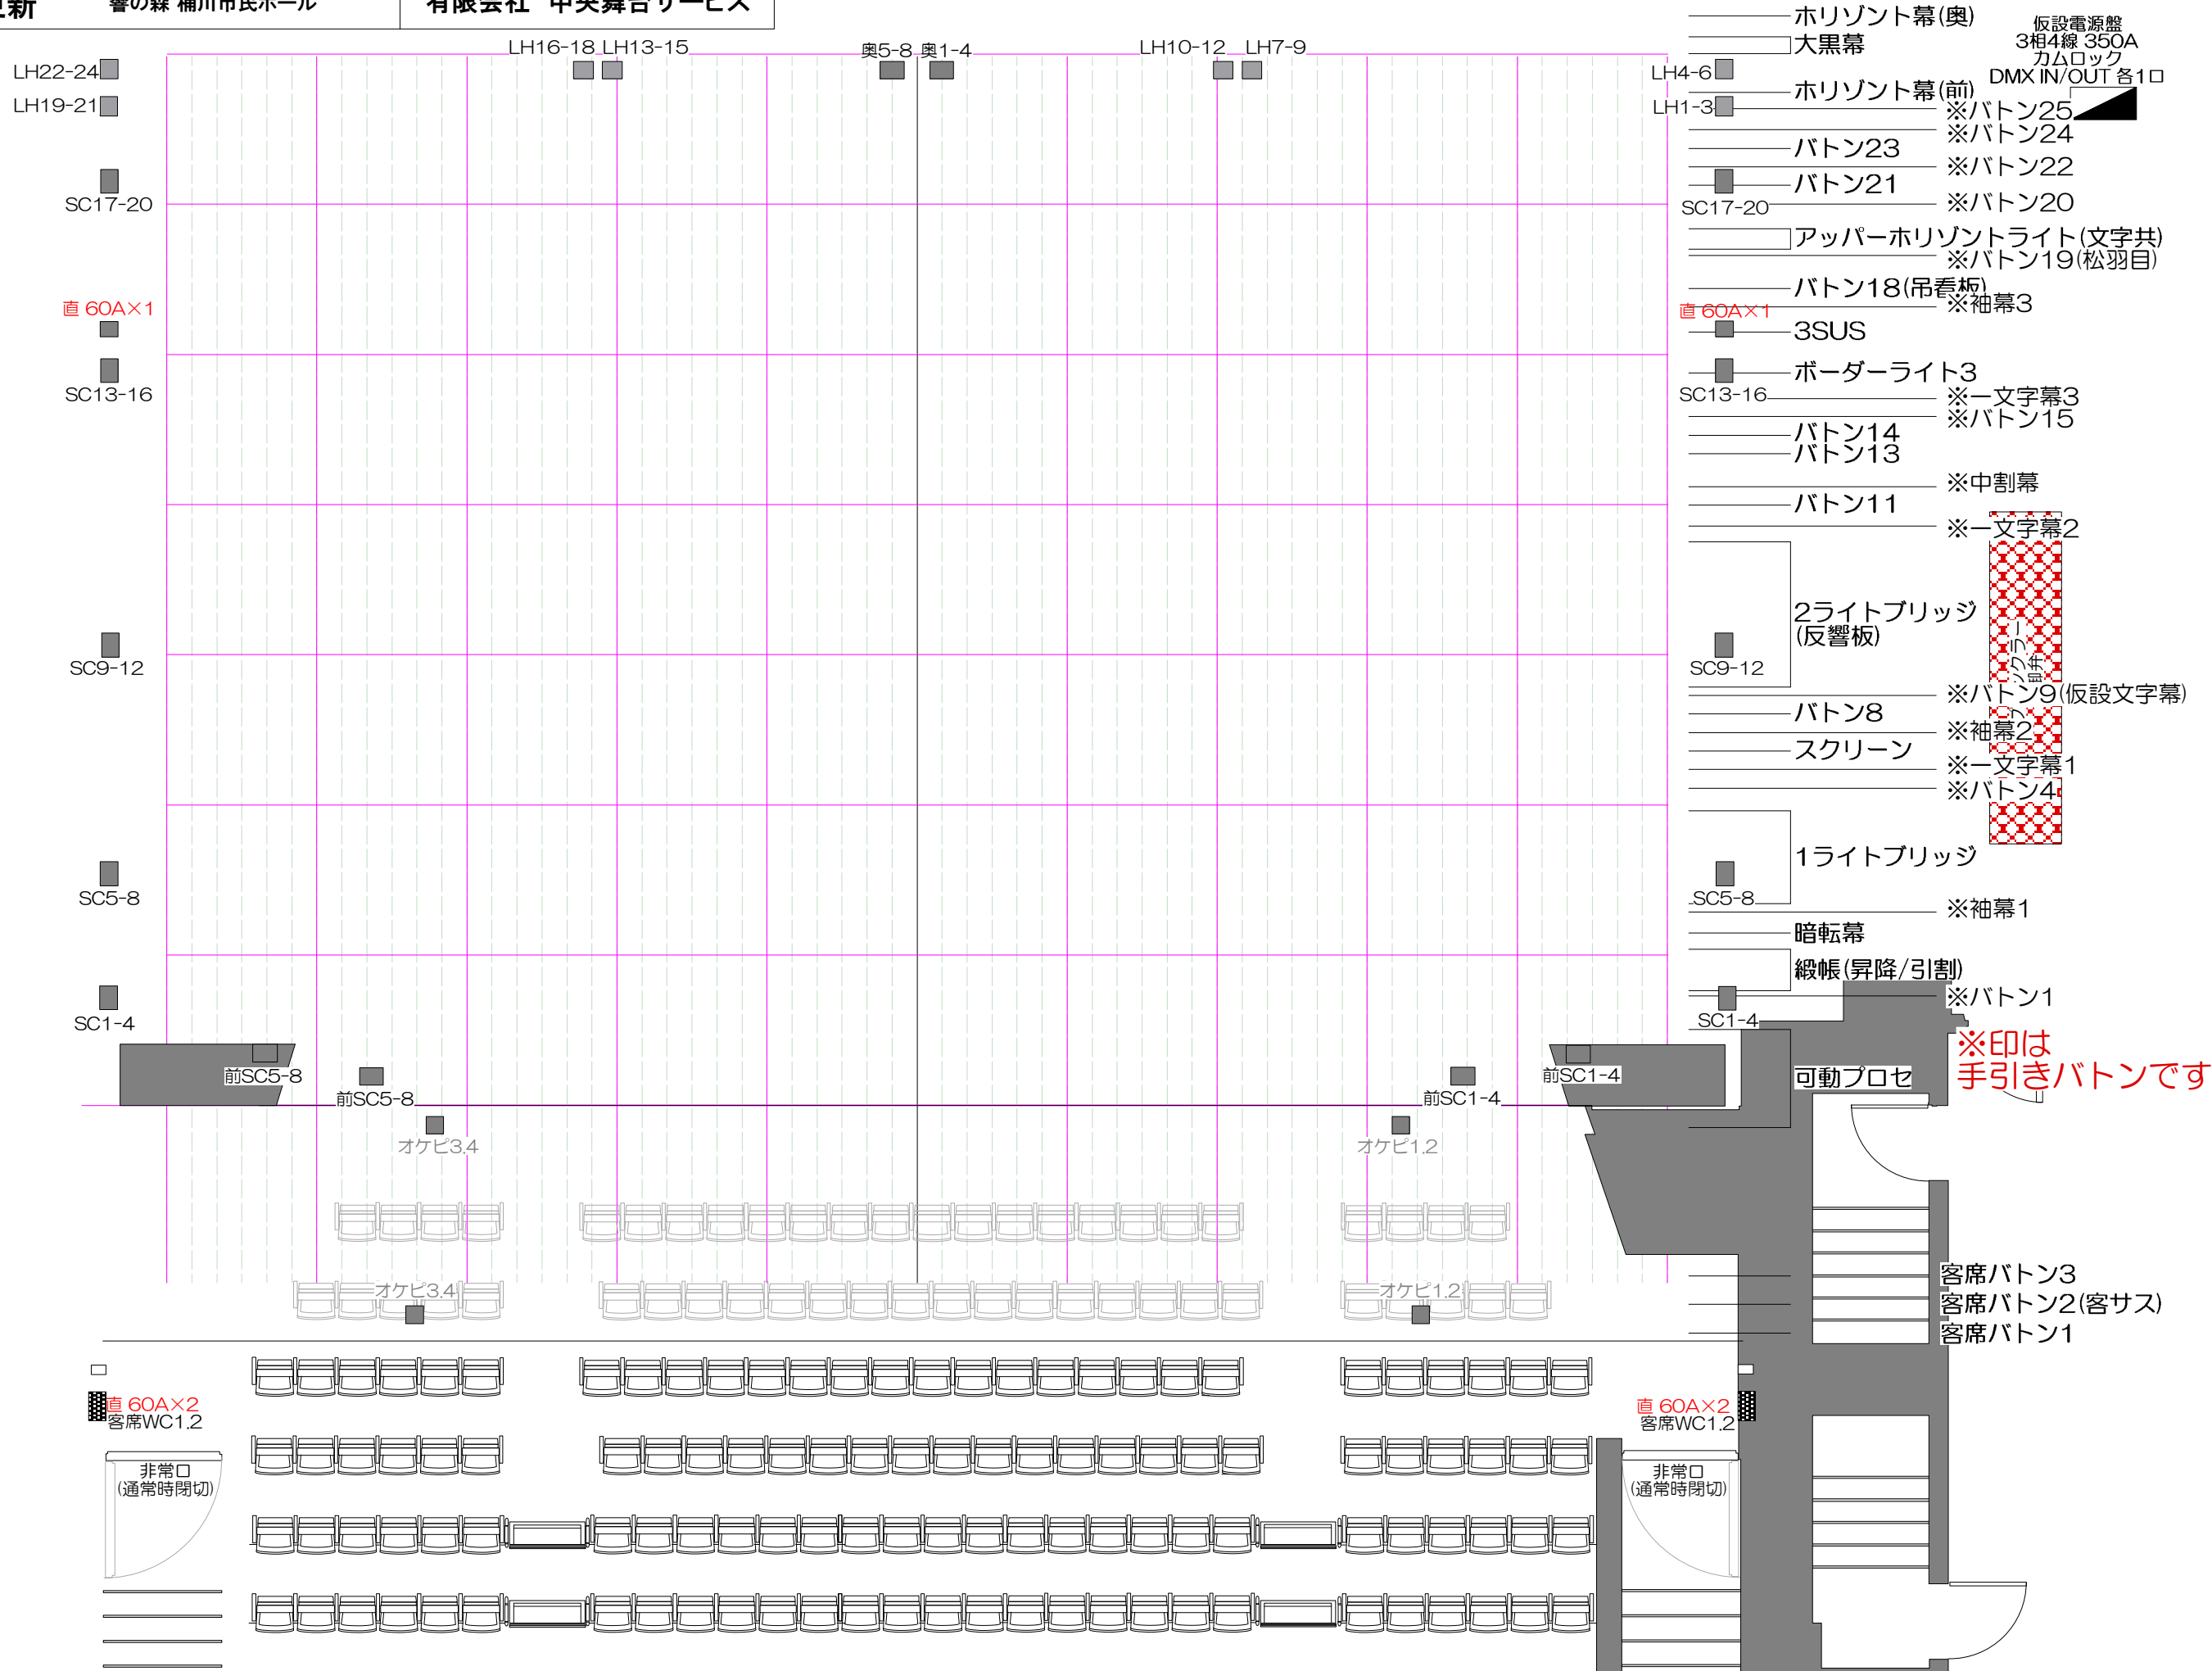 更新
響の森 桶川市民ホール
有限会社 中央舞台サービス
ホリゾント幕(奥)
仮設電源盤
3相4線 350A
カムロック
DMX IN/OUT 各1口
大黒幕
LH16-18 LH13-15
奥5-8 奥1-4
LH10-12 LH7-9
LH22-24
LH4-6
ホリゾント幕(前)
LH19-21
LH1-3
※バトン25
※バトン24
バトン23
※バトン22
バトン21
SC17-20
SC17-20
※バトン20
アッパーホリゾントライト(文字共)
※バトン19(松羽目)
バトン18(吊看板)
※袖幕3
直 60A×1
直 60A×1
3SUS
ボーダーライト3
SC13-16
SC13-16
※一文字幕3
※バトン15
バトン14
バトン13
※中割幕
バトン11
※一文字幕2
2ライトブリッジ
(反響板)
SC9-12
SC9-12
※バトン9(仮設文字幕)
バトン8
※袖幕2
スクリーン
※一文字幕1
※バトン4
1ライトブリッジ
SC5-8
SC5-8
※袖幕1
暗転幕
緞帳(昇降/引割)
※バトン1
SC1-4
SC1-4
※印は
手引きバトンです
前SC5-8
前SC1-4
可動プロセ
前SC5-8
前SC1-4
オケピ3.4
オケピ1.2
客席バトン3
オケピ3.4
オケピ1.2
客席バトン2(客サス)
客席バトン1
直 60A×2
客席WC1.2
直 60A×2
客席WC1.2
非常口
(通常時閉切)
非常口
(通常時閉切)